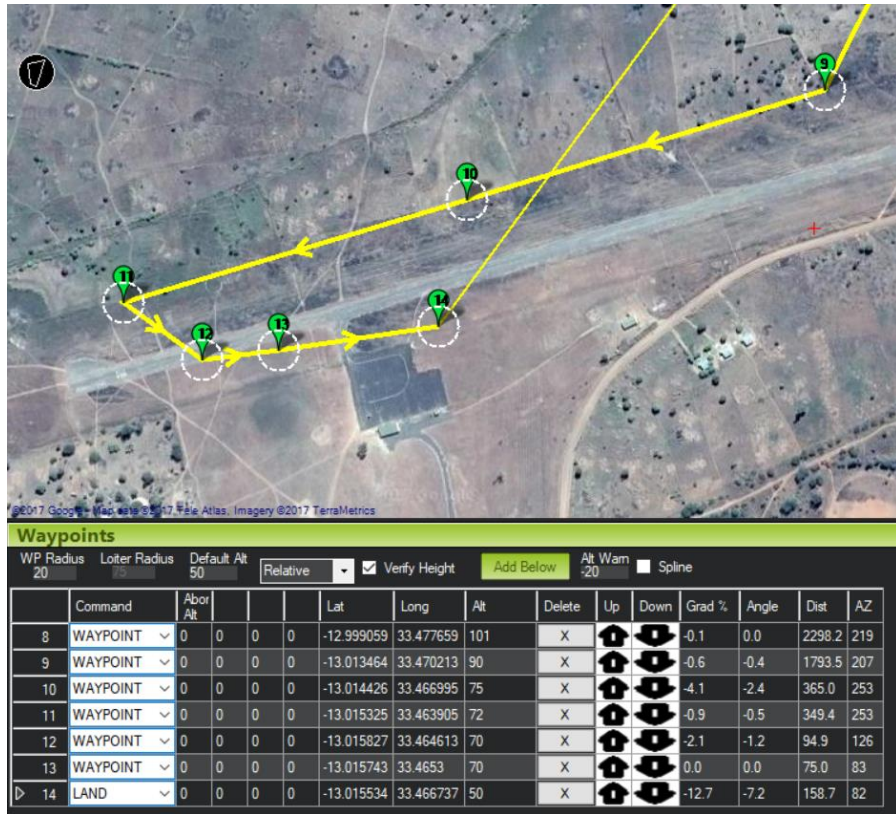 9
10
11
12
13
14
©2017 Google - Map data ©2017 Tele Atlas, Imagery ©2017 TerraMetrics
Waypoints
WP Radius Loiter Radius Default Alt Alt Warn
20 75 50 Relative Verify Height Add Below -20 Spline
Command Abor Alt Lat Long Alt Delete Up Down Grad % Angle Dist AZ
8 WAYPOINT 0 0 0 0 -12.999059 33.477659 101 X -0.1 0.0 2298.2 219
9 WAYPOINT 0 0 0 0 -13.013464 33.470213 90 X -0.6 -0.4 1793.5 207
10 WAYPOINT 0 0 0 0 -13.014426 33.466995 75 X -4.1 -2.4 365.0 253
11 WAYPOINT 0 0 0 0 -13.015325 33.463905 72 X -0.9 -0.5 349.4 253
12 WAYPOINT 0 0 0 0 -13.015827 33.464613 70 X -2.1 -1.2 94.9 126
13 WAYPOINT 0 0 0 0 -13.015743 33.4653 70 X 0.0 0.0 75.0 83
14 LAND 0 0 0 0 -13.015534 33.466737 50 X -12.7 -7.2 158.7 82